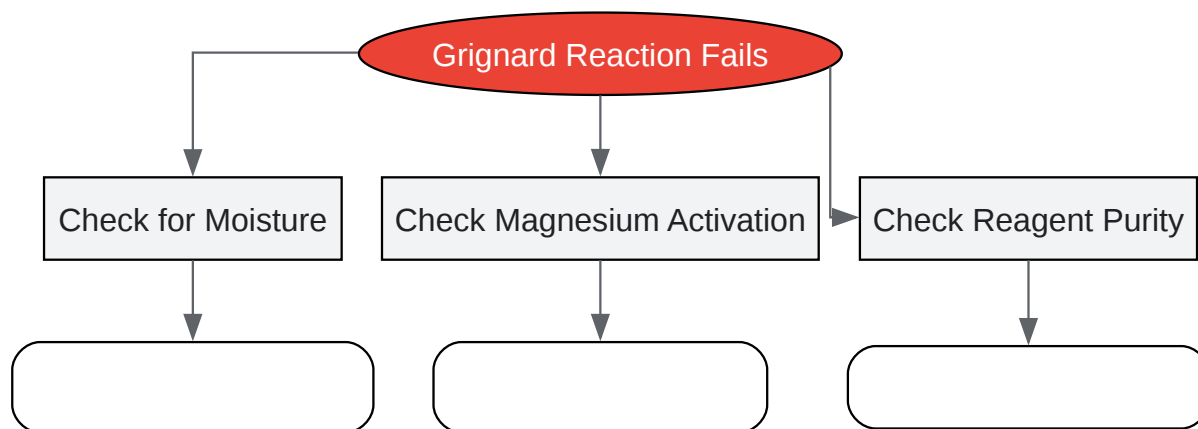 Grignard Reaction Fails
Check for Moisture
Check Magnesium Activation
Check Reagent Purity